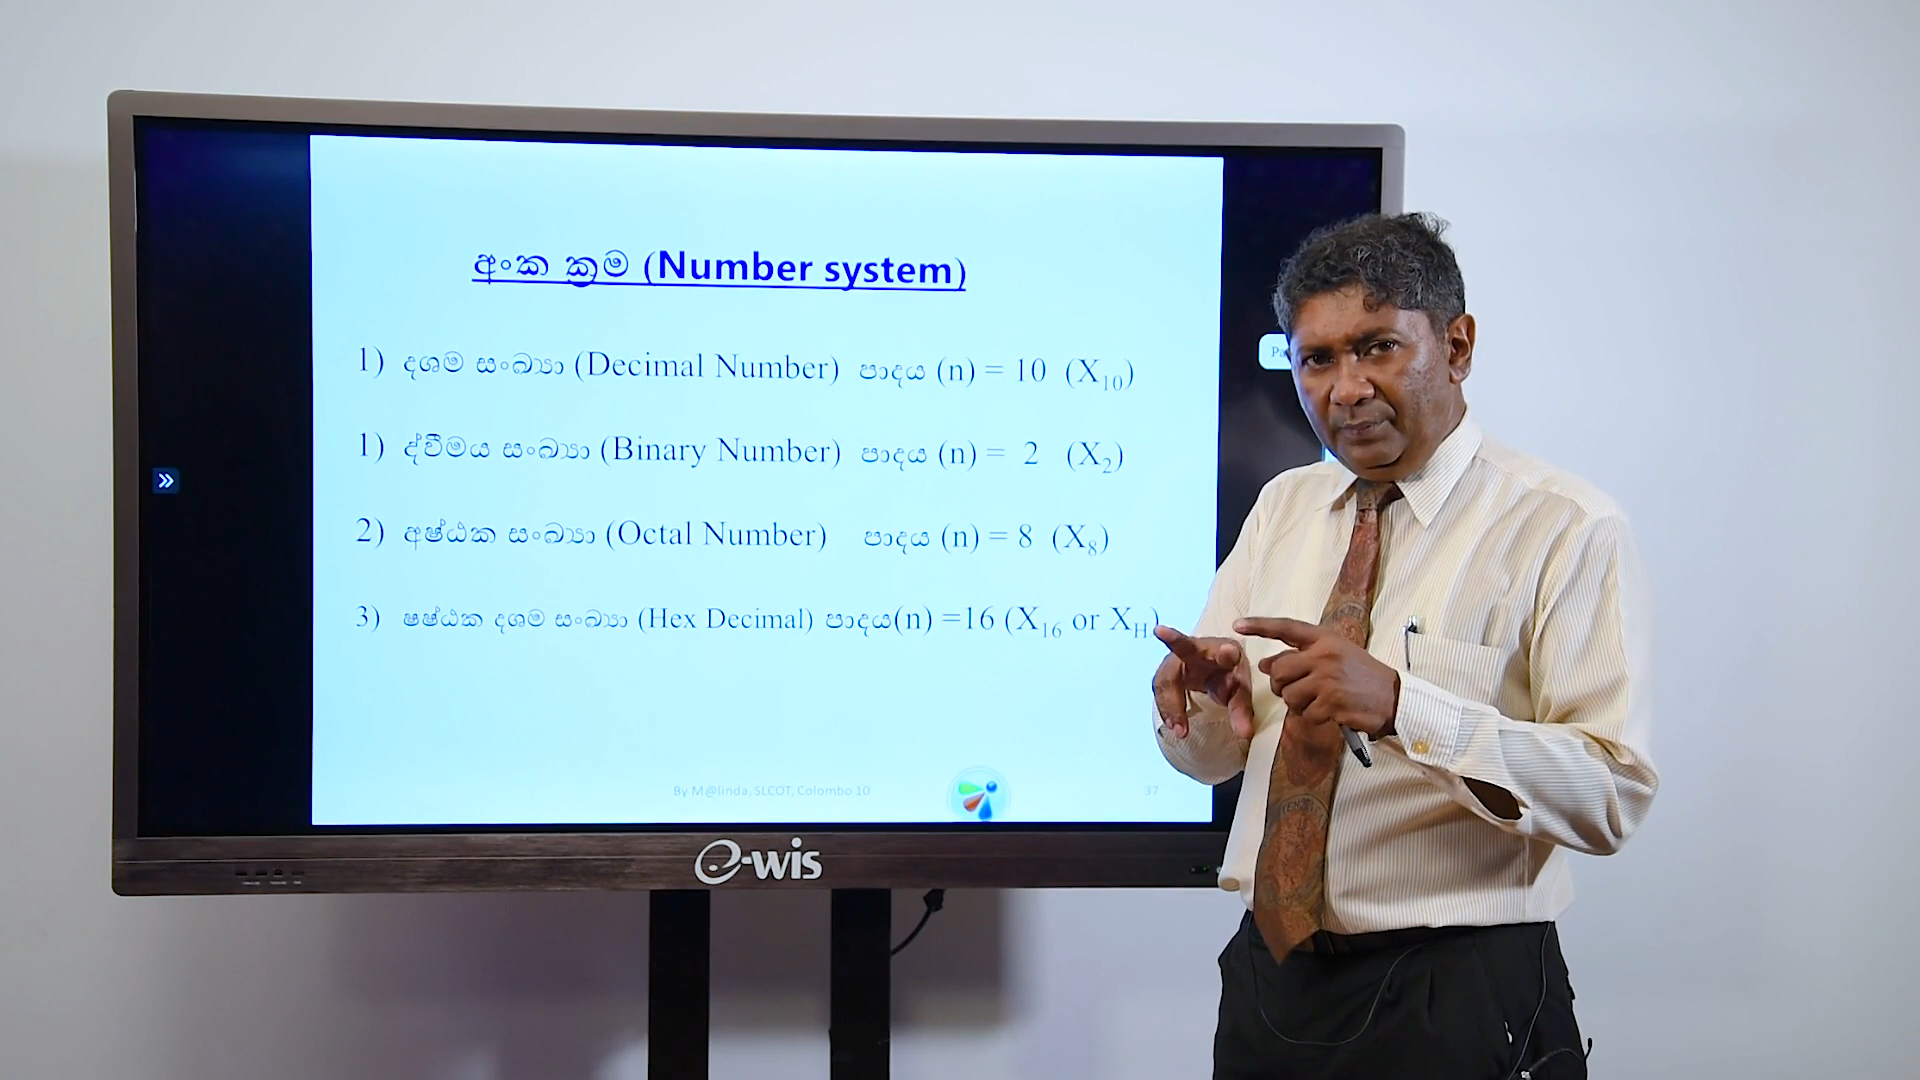 අංක ක්‍රම (Number system)
1) දශම සංඛ්‍යා (Decimal Number) පාදය (n) = 10 (X₁₀)
1) ද්වීමය සංඛ්‍යා (Binary Number) පාදය (n) = 2 (X₂)
2) අෂ්ඨක සංඛ්‍යා (Octal Number) පාදය (n) = 8 (X₈)
3) ෂෂ්ඨක දශම සංඛ්‍යා (Hex Decimal) පාදය(n) =16 (X₁₆ or X_H)
By M@linda, SLCOT, Colombo 10
37
e-wis